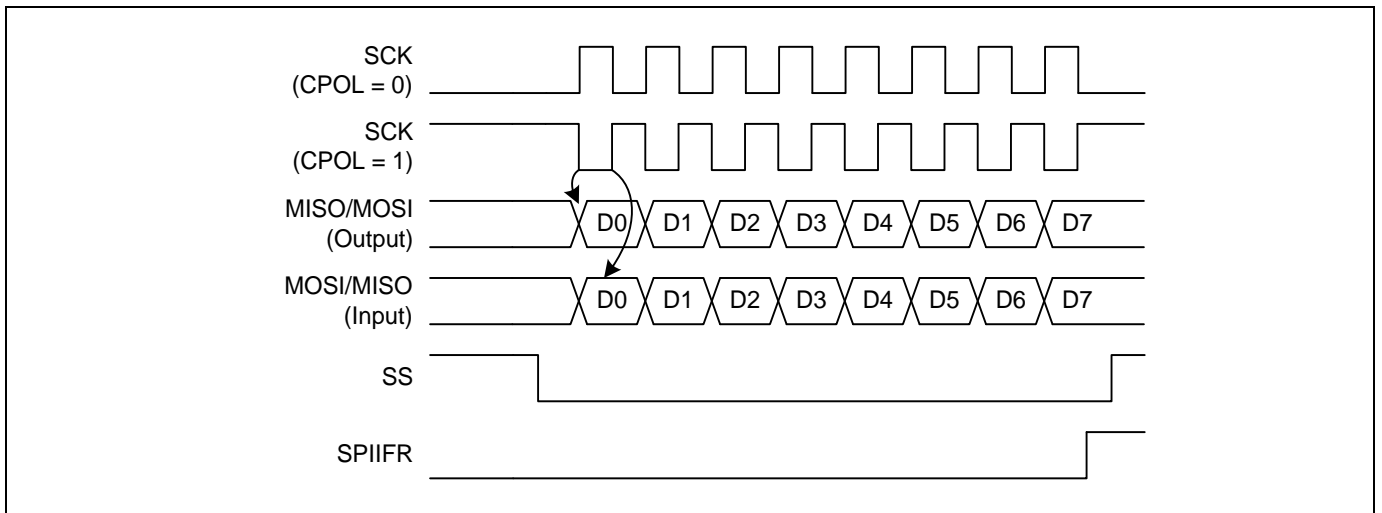 SCK
(CPOL = 0)
SCK
(CPOL = 1)
MISO/MOSI
(Output)
D0 D1 D2 D3 D4 D5 D6 D7
MOSI/MISO
(Input)
D0 D1 D2 D3 D4 D5 D6 D7
SS
SPIIFR